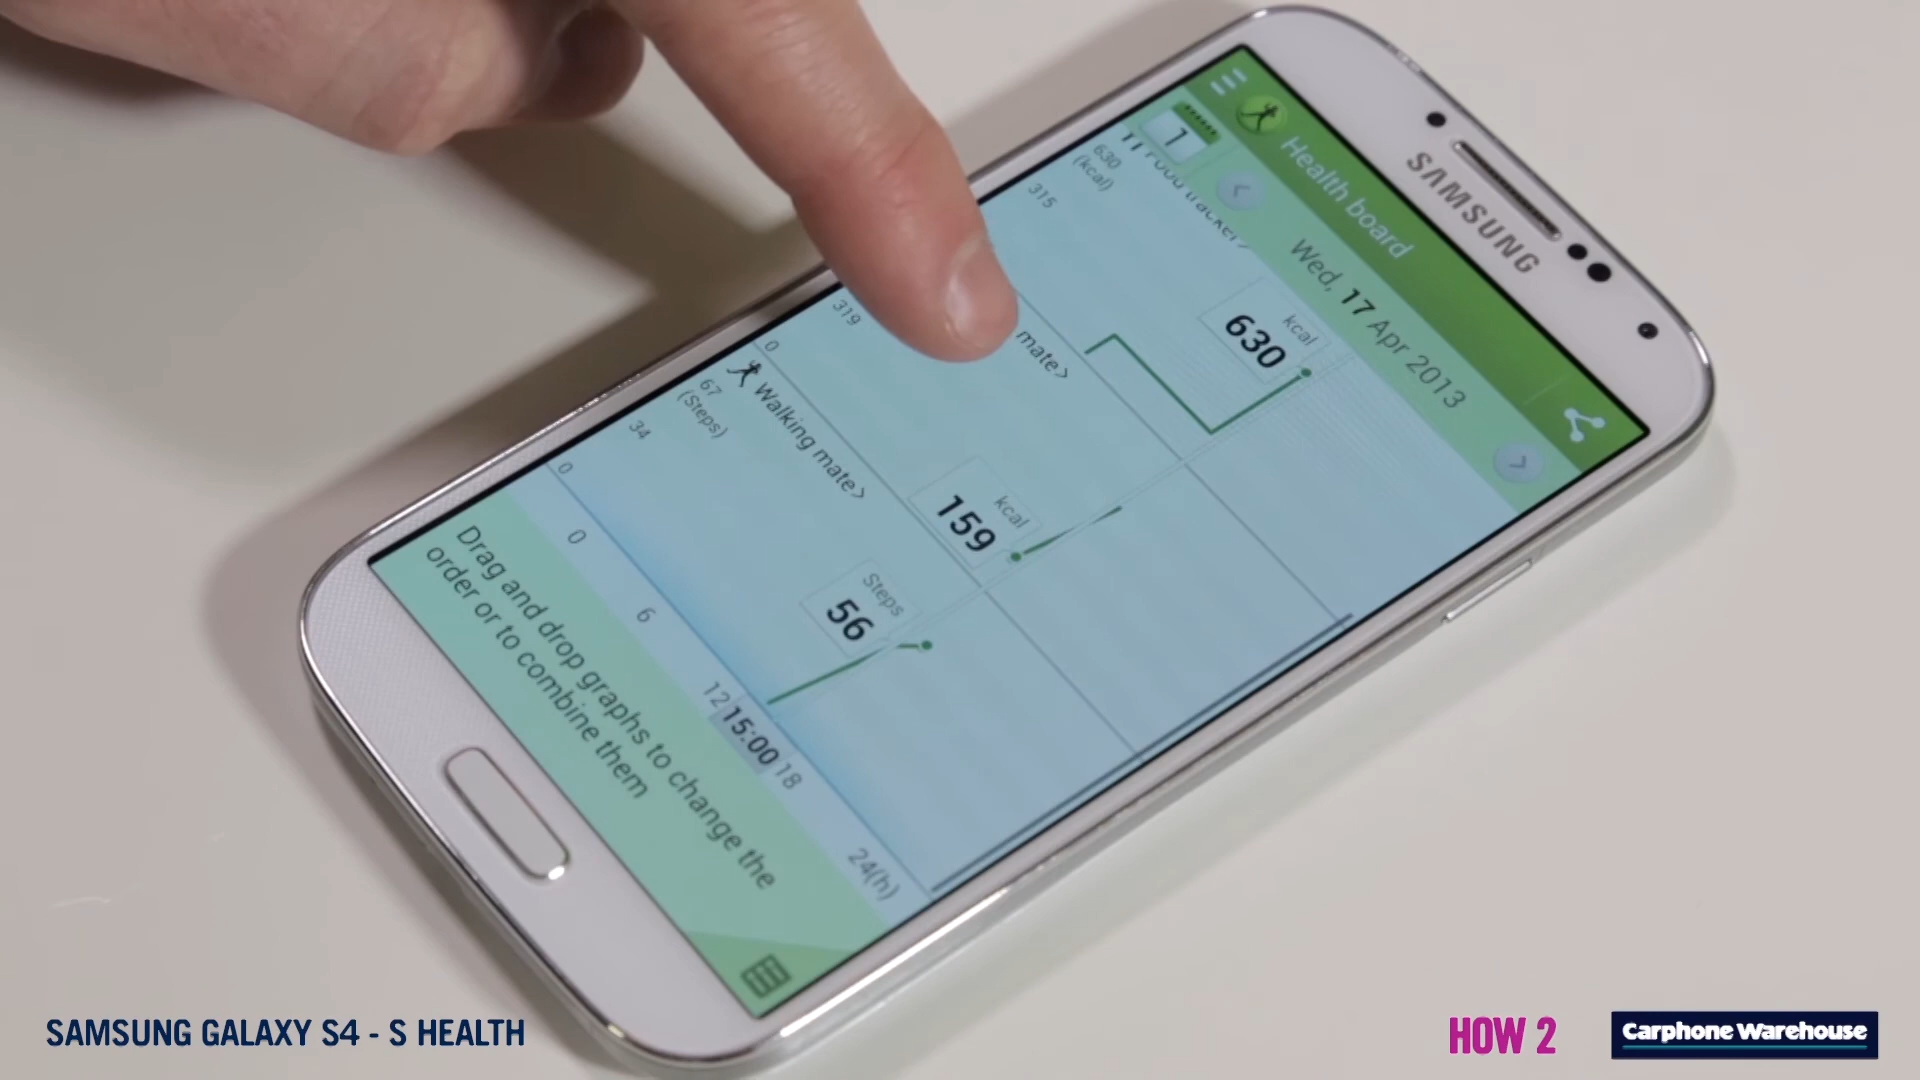 SAMSUNG
Health board
1
Wed, 17 Apr 2013
630
(kcal)
315
kcal
630
mate>
319
0
kcal
159
Walking mate>
67
(Steps)
34
0
Steps
56
0 6 12 15:00 18 24(h)
Drag and drop graphs to change the
order or to combine them
SAMSUNG GALAXY S4 - S HEALTH
HOW 2
Carphone Warehouse